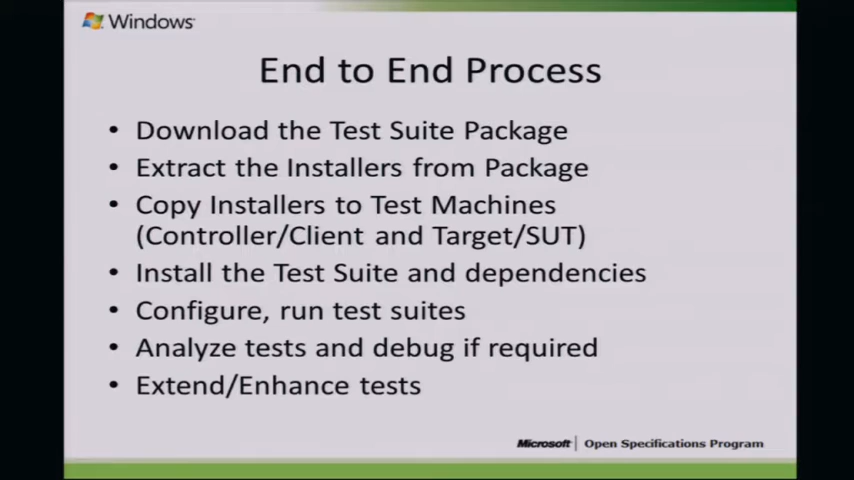 Windows
End to End Process
• Download the Test Suite Package
• Extract the Installers from Package
• Copy Installers to Test Machines
(Controller/Client and Target/SUT)
• Install the Test Suite and dependencies
• Configure, run test suites
• Analyze tests and debug if required
• Extend/Enhance tests
Microsoft | Open Specifications Program